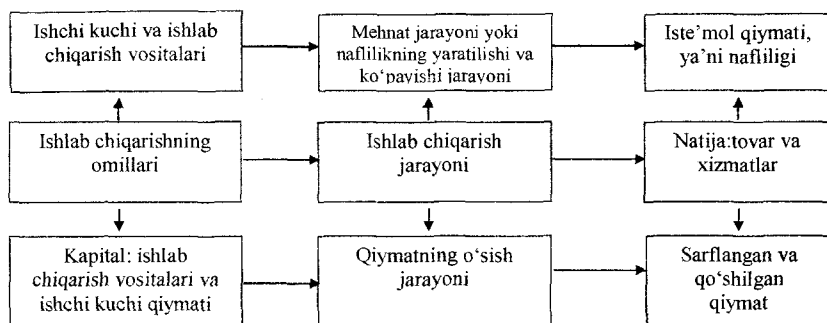 Ishchi kuchi va ishlab
chiqarish vositalari
Mehnat jarayoni yoki
naflilikning yaratilishi va
ko‘payishi jarayoni
Iste’mol qiymati,
ya’ni nafliligi
Ishlab chiqarishning
omillari
Ishlab chiqarish
jarayoni
Natija:tovar va
xizmatlar
Kapital: ishlab
chiqarish vositalari va
ishchi kuchi qiymati
Qiymatning o‘sish
jarayoni
Sarflangan va
qo‘shilgan
qiymat